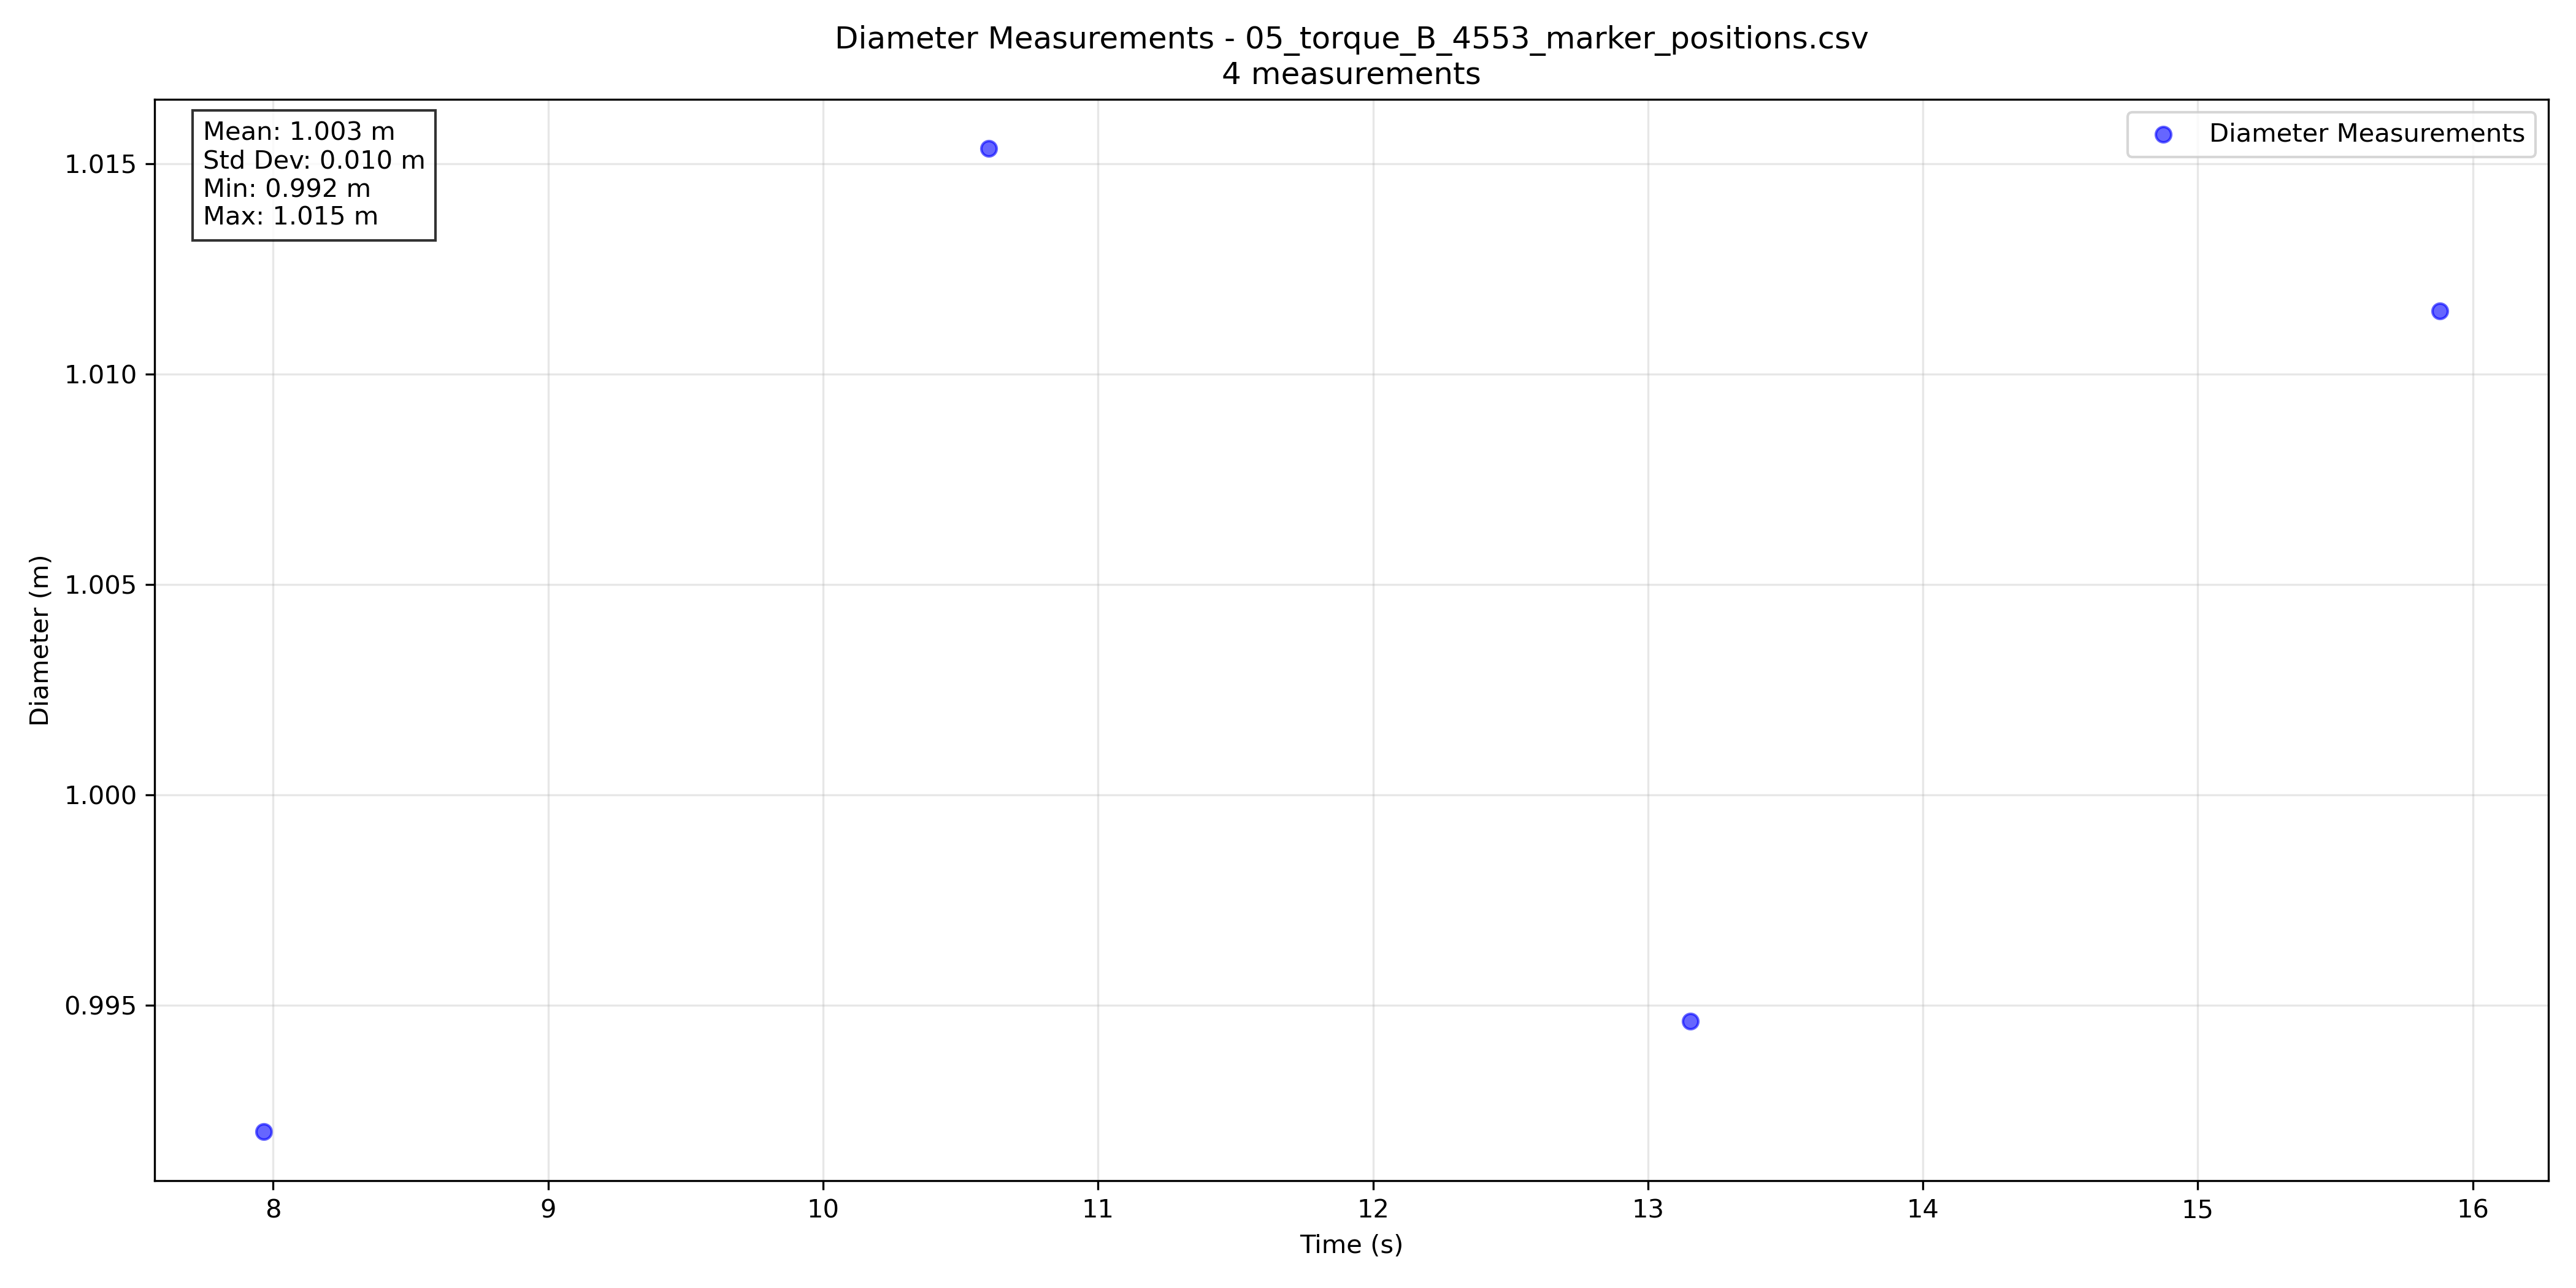 Diameter Measurements - 05_torque_B_4553_marker_positions.csv
4 measurements
Mean: 1.003 m
Std Dev: 0.010 m
Min: 0.992 m
Max: 1.015 m
Diameter Measurements
1.015
1.010
1.005
1.000
0.995
Diameter (m)
8 9 10 11 12 13 14 15 16
Time (s)